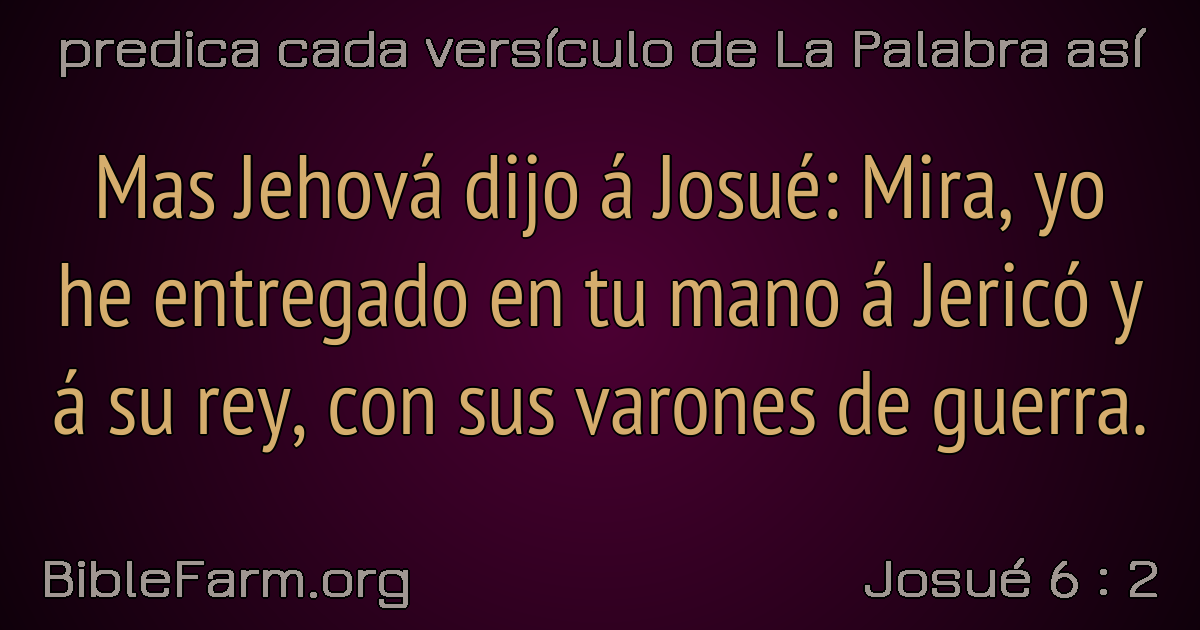 predica cada versículo de La Palabra así
Mas Jehová dijo á Josué: Mira, yo
he entregado en tu mano á Jericó y
á su rey, con sus varones de guerra.
BibleFarm.org
Josué 6 : 2